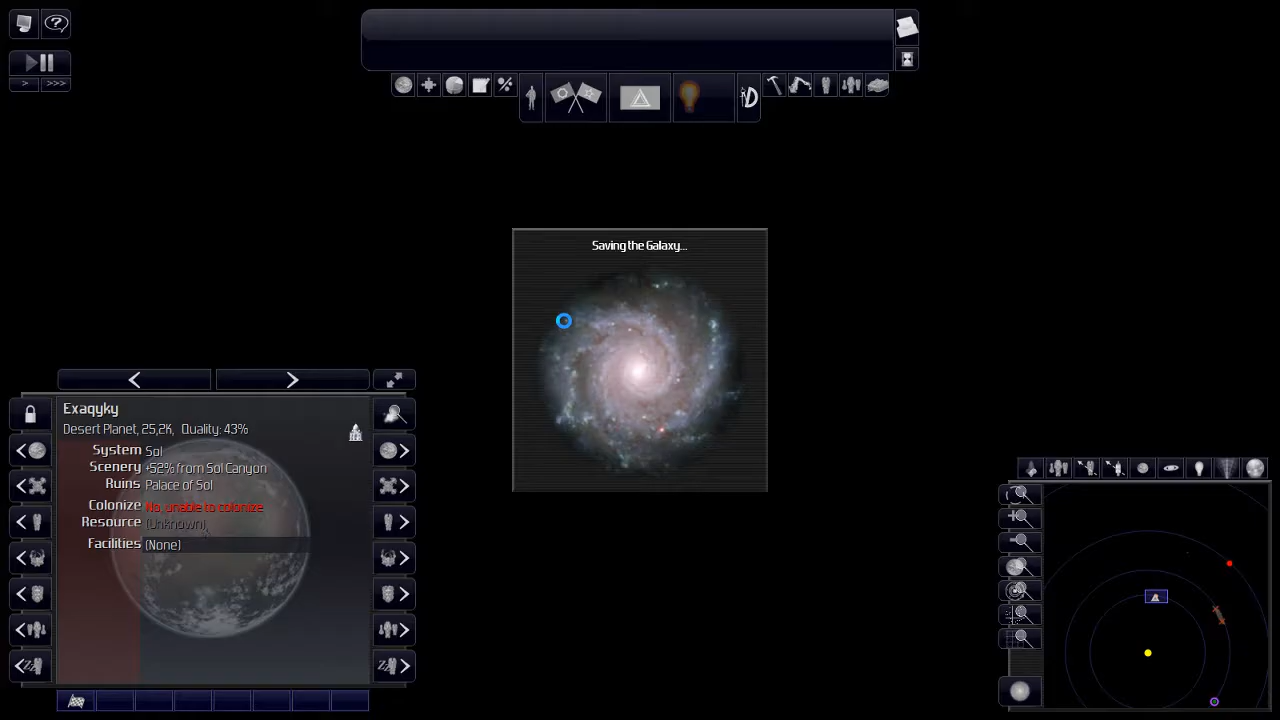 Saving the Galaxy...
Exaqyky
Desert Planet, 25,2K, Quality: 43%
System Sol
Scenery +52% from Sol Canyon
Ruins Palace of Sol
Colonize No, unable to colonize
Resource (Unknown)
Facilities (None)